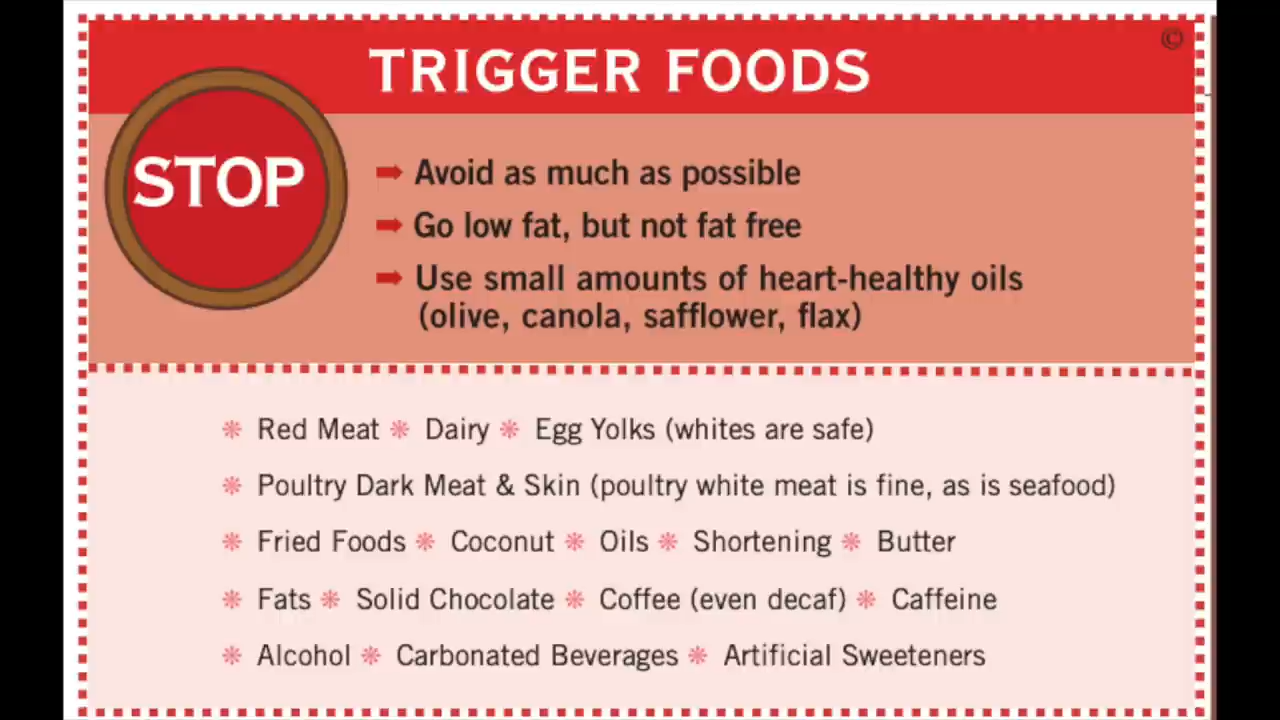 ©
TRIGGER FOODS
STOP
➡ Avoid as much as possible
➡ Go low fat, but not fat free
➡ Use small amounts of heart-healthy oils
(olive, canola, safflower, flax)
❋ Red Meat ❋ Dairy ❋ Egg Yolks (whites are safe)
❋ Poultry Dark Meat & Skin (poultry white meat is fine, as is seafood)
❋ Fried Foods ❋ Coconut ❋ Oils ❋ Shortening ❋ Butter
❋ Fats ❋ Solid Chocolate ❋ Coffee (even decaf) ❋ Caffeine
❋ Alcohol ❋ Carbonated Beverages ❋ Artificial Sweeteners